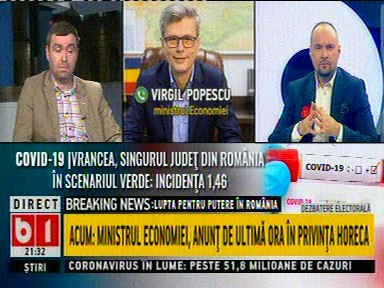 VIRGIL POPESCU
ministrul Economiei
COVID-19 |VRANCEA, SINGURUL JUDEȚ DIN ROMÂNIA
ÎN SCENARIUL VERDE: INCIDENȚA 1,46
COVID-19 : - +
DEZBATERE ELECTORALĂ
DIRECT
BREAKING NEWS: LUPTA PENTRU PUTERE ÎN ROMÂNIA
b1
ACUM: MINISTRUL ECONOMIEI, ANUNȚ DE ULTIMĂ ORA ÎN PRIVINȚA HORECA
21:32
ȘTIRI
CORONAVIRUS ÎN LUME: PESTE 51,8 MILIOANE DE CAZURI